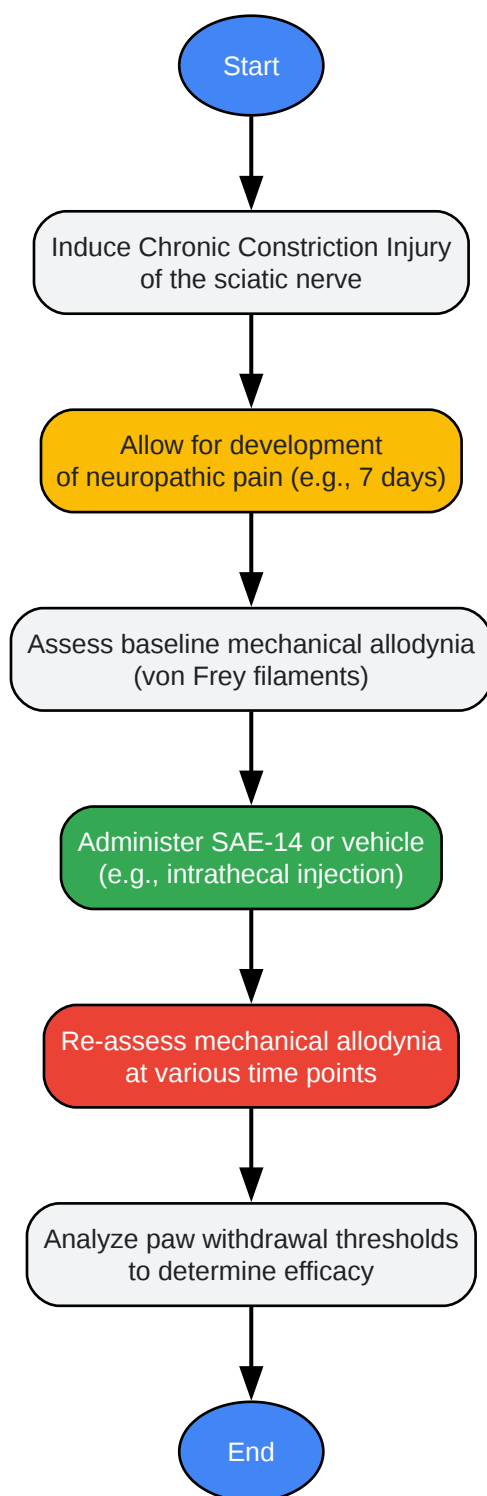 Start
Induce Chronic Constriction Injury
of the sciatic nerve
Allow for development
of neuropathic pain (e.g., 7 days)
Assess baseline mechanical allodynia
(von Frey filaments)
Administer SAE-14 or vehicle
(e.g., intrathecal injection)
Re-assess mechanical allodynia
at various time points
Analyze paw withdrawal thresholds
to determine efficacy
End